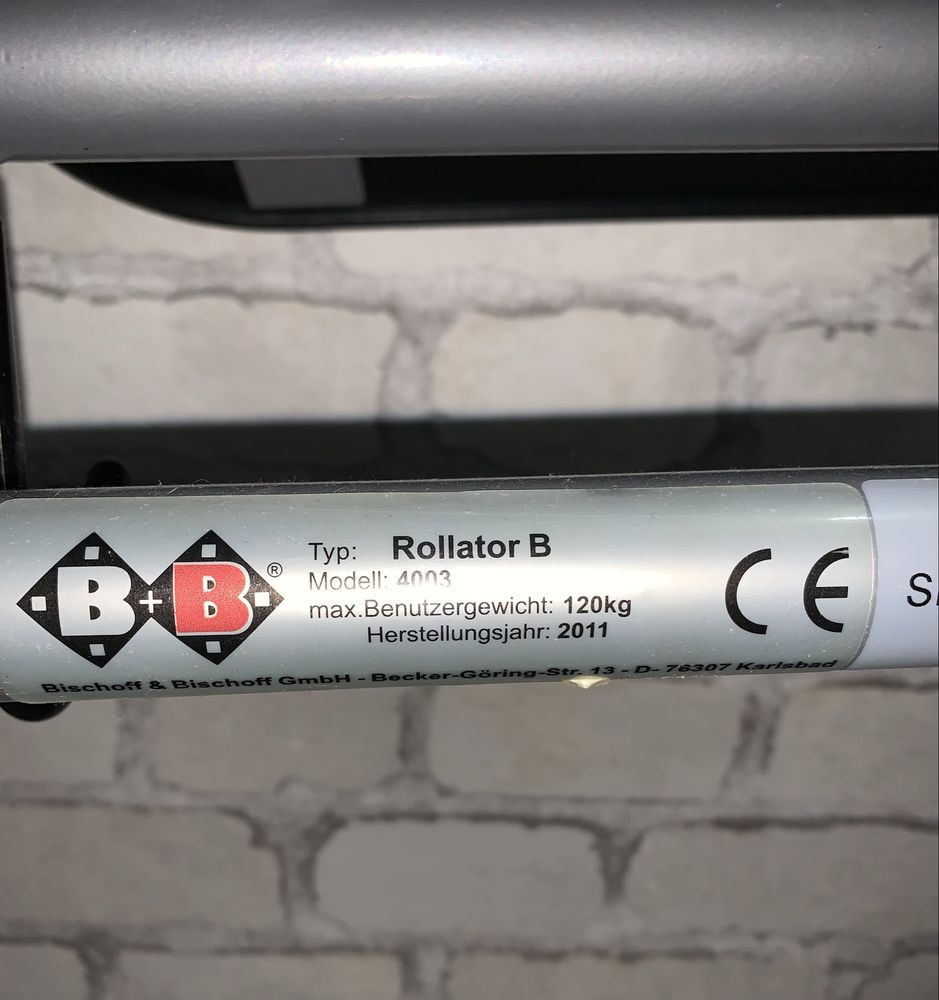 B+B®
Typ: Rollator B
Modell: 4003
max.Benutzergewicht: 120kg
Herstellungsjahr: 2011
CE
Bischoff & Bischoff GmbH - Becker-Göring-Str. 13 - D- 76307 Karlsbad